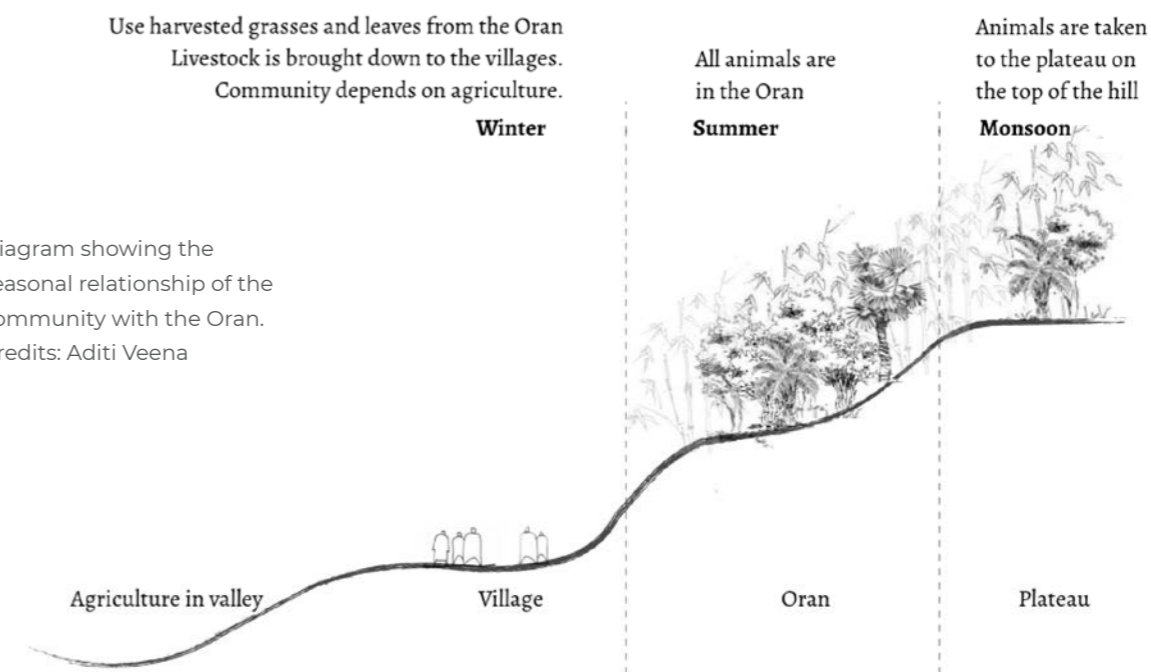 Use harvested grasses and leaves from the Oran
Livestock is brought down to the villages.
Community depends on agriculture.
Winter
All animals are
in the Oran
Summer
Animals are taken
to the plateau on
the top of the hill
Monsoon
iagram showing the
easonal relationship of the
ommunity with the Oran.
redits: Aditi Veena
Agriculture in valley
Village
Oran
Plateau